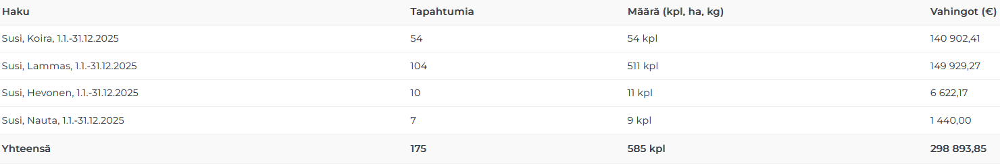 Haku Tapahtumia Määrä (kpl, ha, kg) Vahingot (€)
Susi, Koira, 1.1.-31.12.2025 54 54 kpl 140 902,41
Susi, Lammas, 1.1.-31.12.2025 104 511 kpl 149 929,27
Susi, Hevonen, 1.1.-31.12.2025 10 11 kpl 6 622,17
Susi, Nauta, 1.1.-31.12.2025 7 9 kpl 1 440,00
Yhteensä 175 585 kpl 298 893,85